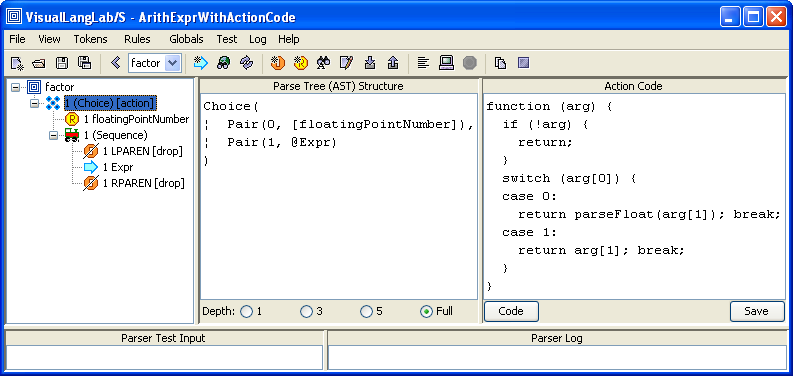 VisualLangLab/S - ArithExprWithActionCode
File View Tokens Rules Globals Test Log Help
factor
factor
1 (Choice) [action]
1 floatingPointNumber
1 (Sequence)
1 LPAREN [drop]
1 Expr
1 RPAREN [drop]
Parse Tree (AST) Structure
Choice(
¦  Pair(0, [floatingPointNumber]),
¦  Pair(1, @Expr)
)
Depth: 1 3 5 Full
Action Code
function (arg) {
  if (!arg) {
    return;
  }
  switch (arg[0]) {
  case 0:
    return parseFloat(arg[1]); break;
  case 1:
    return arg[1]; break;
  }
}
Code Save
Parser Test Input
Parser Log